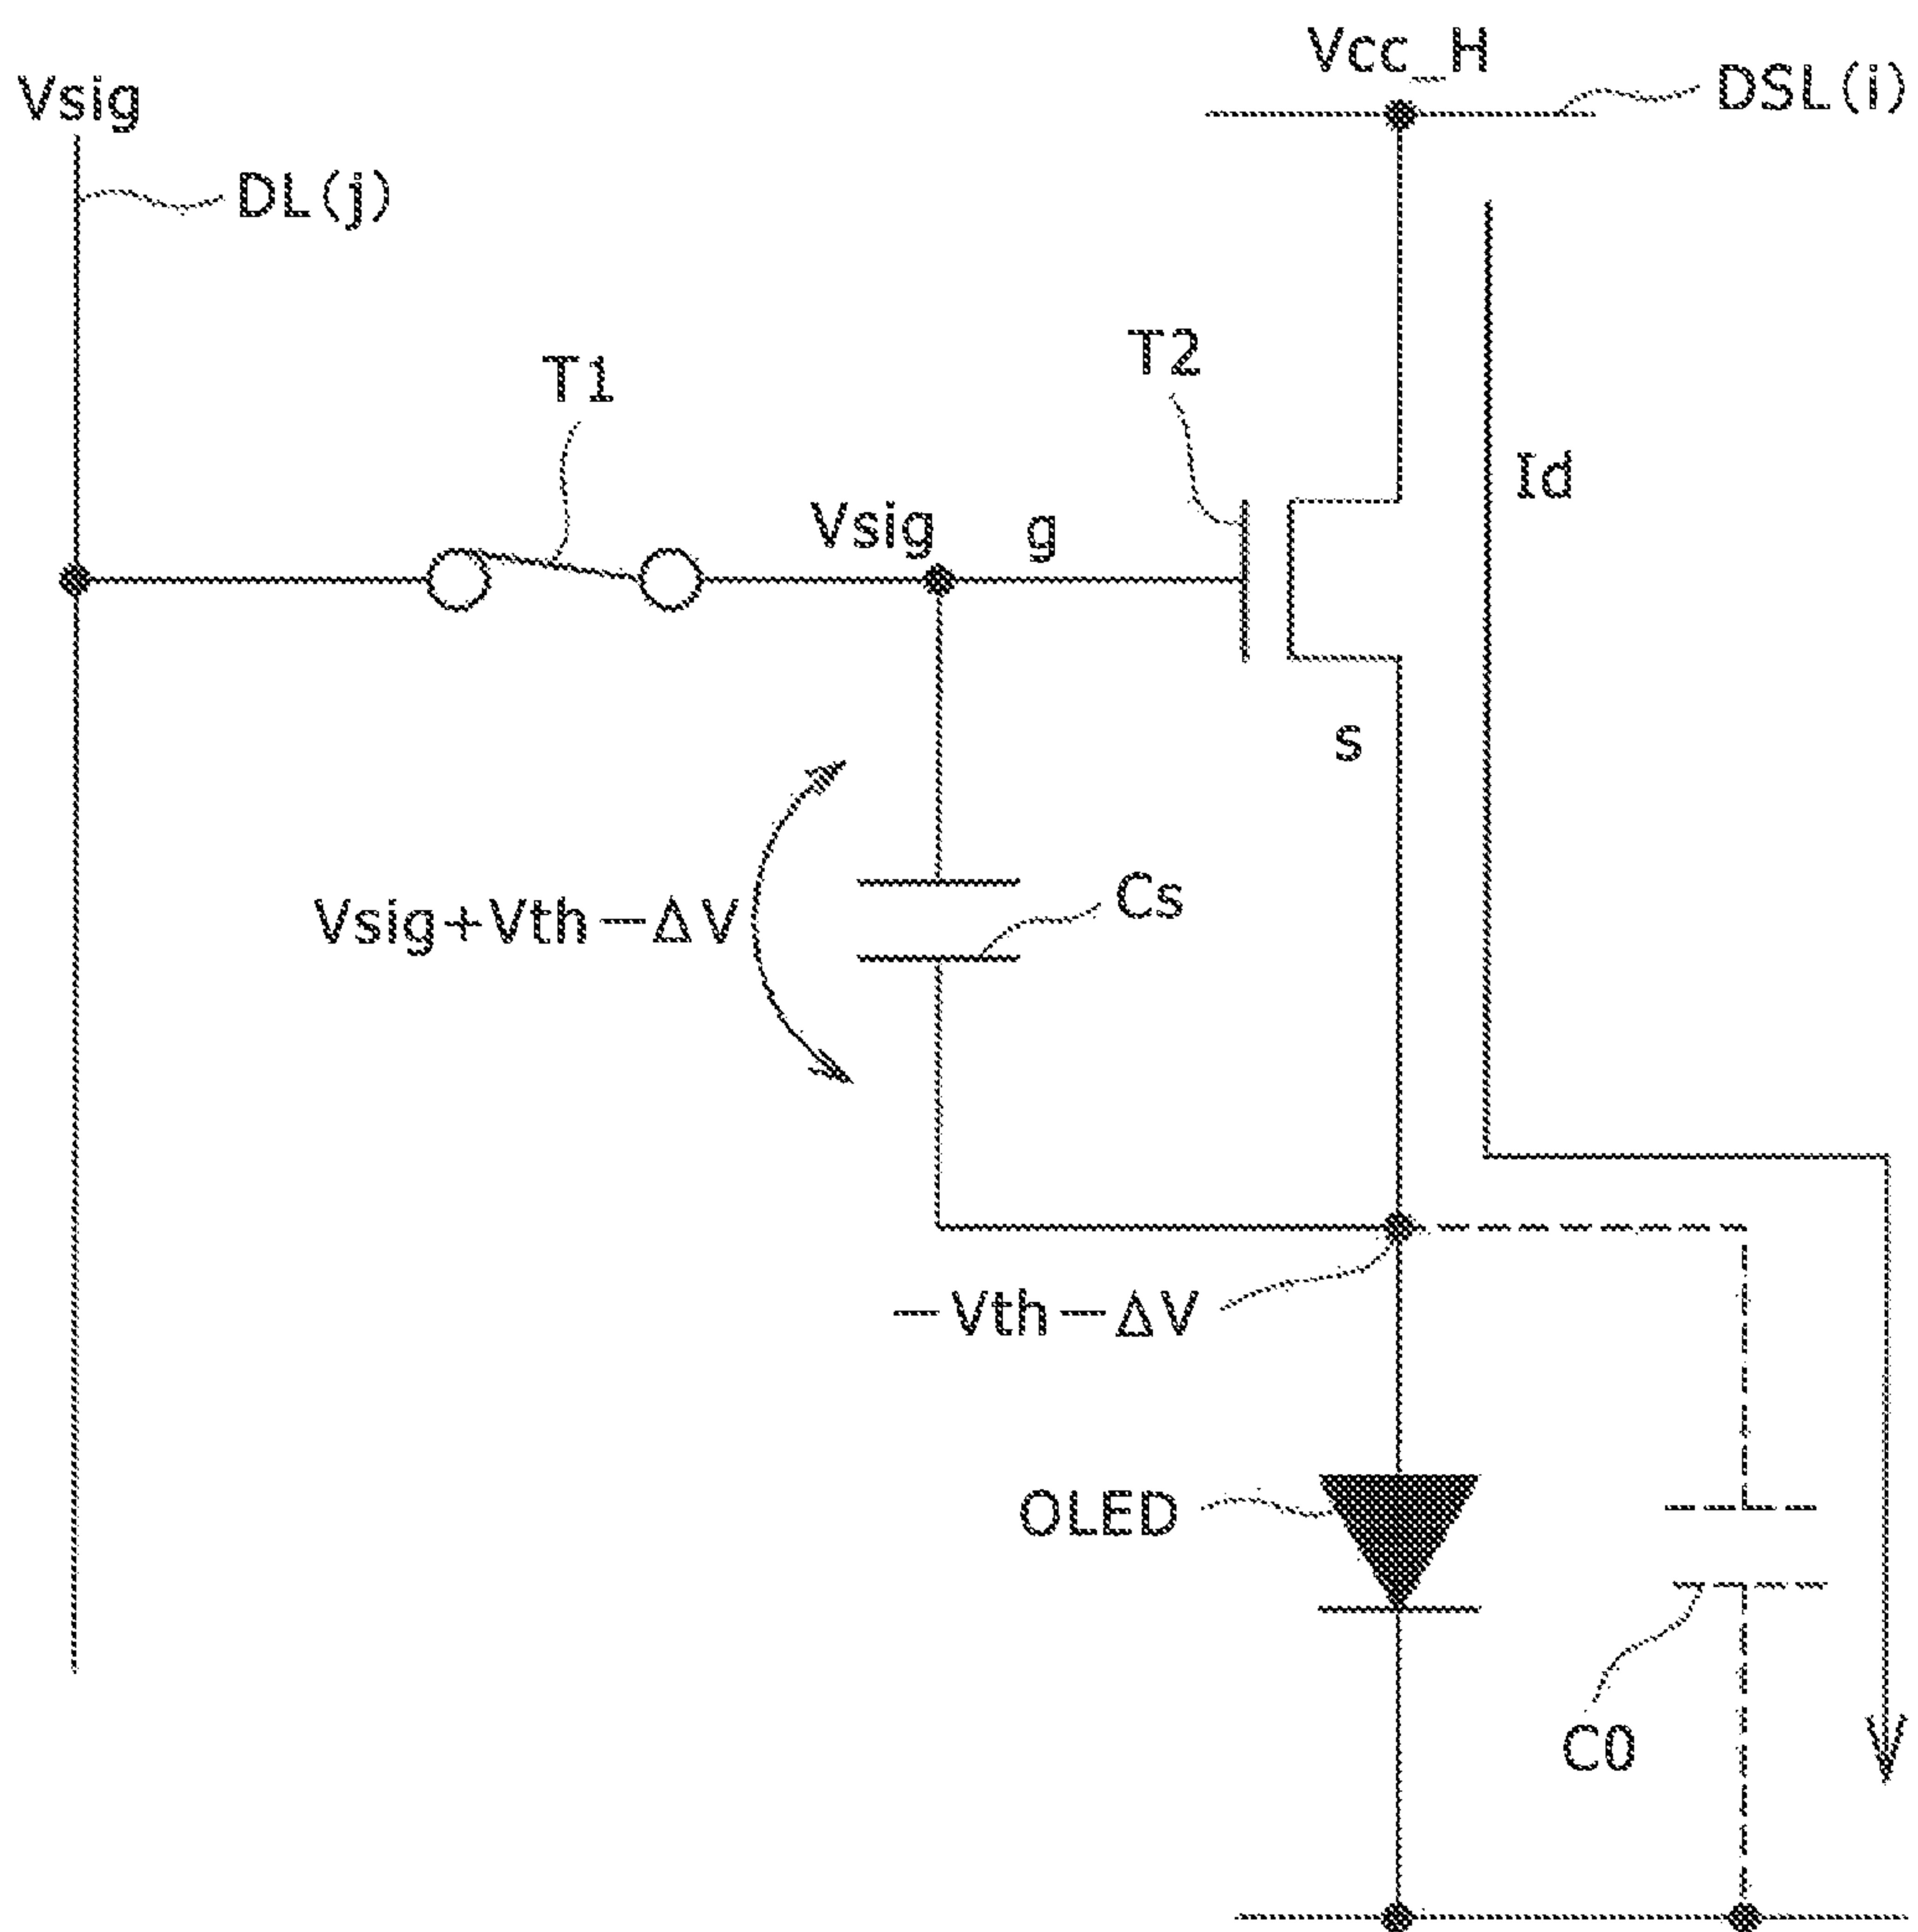 Vcc_H
DSL(i)
Vsig
DL(j)
T2
T1
Id
Vsig
g
s
Cs
Vsig+Vth−ΔV
−Vth−ΔV
OLED
C0